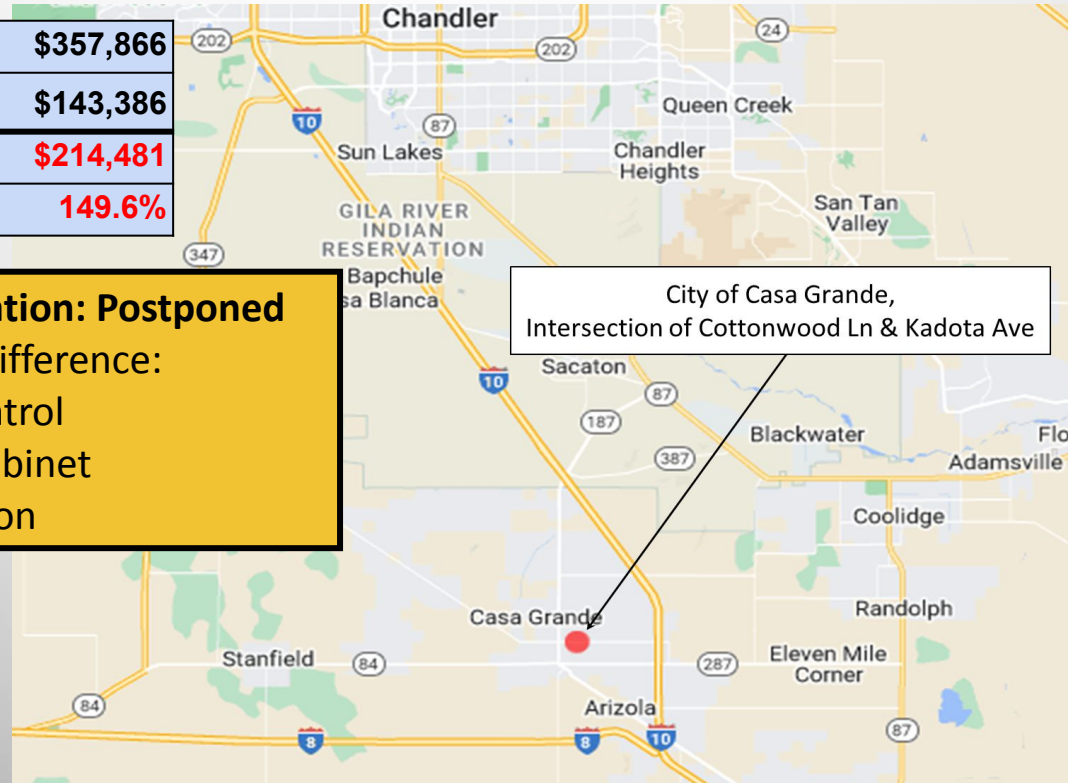 Chandler
$357,866
202
202
24
$143,386
Queen Creek
10
87
Sun Lakes
Chandler
Heights
$214,481
149.6%
San Tan
Valley
GILA RIVER
INDIAN
RESERVATION
347
Bapchule
sa Blanca
ation: Postponed
ifference:
ntrol
binet
on
City of Casa Grande,
Intersection of Cottonwood Ln & Kadota Ave
10
Sacaton
87
187
387
Blackwater
Flo
Adamsville
Coolidge
Casa Grande
Randolph
Stanfield
84
287
Eleven Mile
Corner
84
Arizola
8
8
10
87